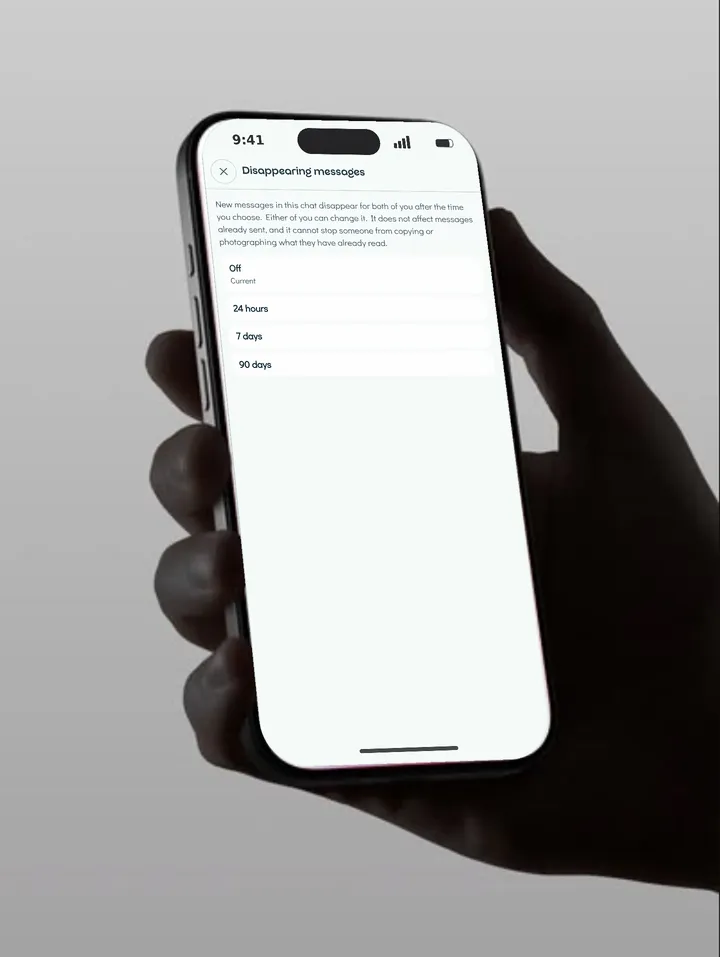 9:41
Disappearing messages
New messages in this chat disappear for both of you after the time
you choose. Either of you can change it. It does not affect messages
already sent, and it cannot stop someone from copying or
photographing what they have already read.
Off
Current
24 hours
7 days
90 days